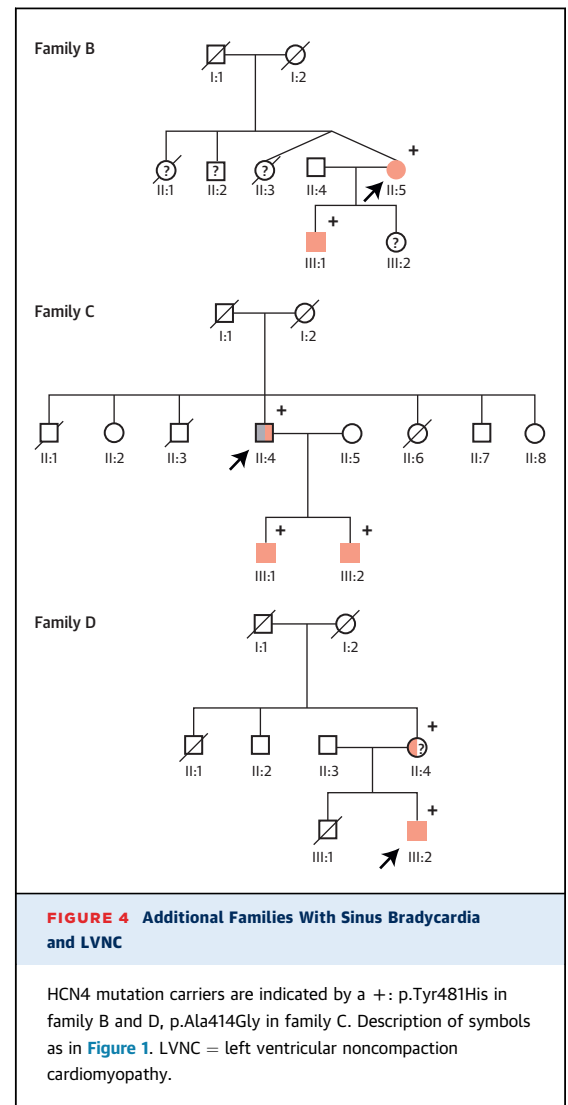 Family B
I:1 I:2
? ? ? +
II:1 II:2 II:3 II:4 II:5
+ ?
III:1 III:2
Family C
I:1 I:2
+
II:1 II:2 II:3 II:4 II:5 II:6 II:7 II:8
+ +
III:1 III:2
Family D
I:1 I:2
+
?
II:1 II:2 II:3 II:4
+
III:1 III:2
FIGURE 4 Additional Families With Sinus Bradycardia
and LVNC
HCN4 mutation carriers are indicated by a +: p.Tyr481His in
family B and D, p.Ala414Gly in family C. Description of symbols
as in Figure 1. LVNC = left ventricular noncompaction
cardiomyopathy.